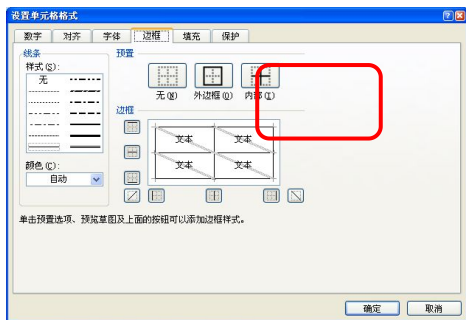 设置单元格格式
数字 对齐 字体 边框 填充 保护
线条
样式(S):
无
颜色(C):
自动
预置
无(N) 外边框(O) 内部(I)
边框
文本 文本
文本 文本
单击预置选项、预览草图及上面的按钮可以添加边框样式。
确定 取消